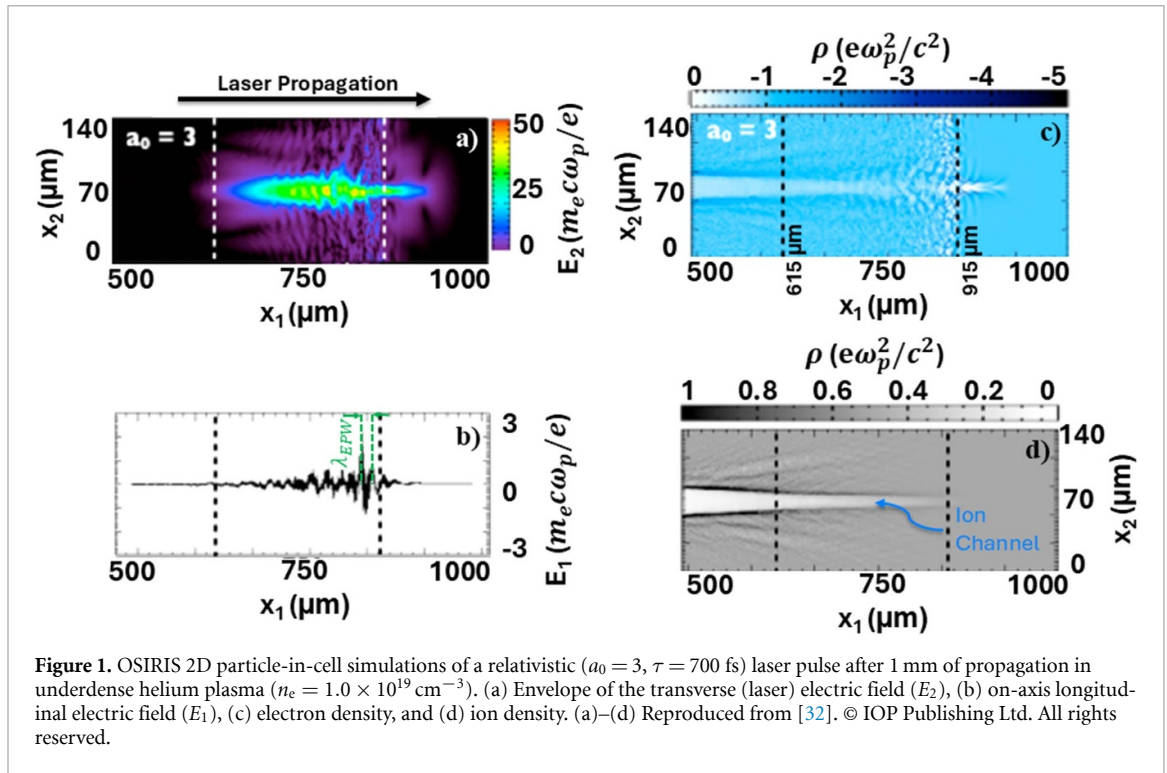 Laser Propagation
140
a₀ = 3
a)
x₂ (μm)
70
0
500 750 1000
x₁ (μm)
50
25
0
E₂ (mₑcωₚ/e)
ρ (eωₚ²/c²)
0 -1 -2 -3 -4 -5
140
a₀ = 3
c)
x₂ (μm)
70
0
615 μm
915 μm
500 750 1000
x₁ (μm)
b)
λEPW
3
0
-3
E₁ (mₑcωₚ/e)
500 750 1000
x₁ (μm)
ρ (eωₚ²/c²)
1 0.8 0.6 0.4 0.2 0
d)
140
70
0
x₂ (μm)
Ion
Channel
500 750 1000
x₁ (μm)
Figure 1. OSIRIS 2D particle-in-cell simulations of a relativistic (a₀ = 3, τ = 700 fs) laser pulse after 1 mm of propagation in
underdense helium plasma (nₑ = 1.0 × 10¹⁹ cm⁻³). (a) Envelope of the transverse (laser) electric field (E₂), (b) on-axis longitud-
inal electric field (E₁), (c) electron density, and (d) ion density. (a)–(d) Reproduced from [32]. © IOP Publishing Ltd. All rights
reserved.